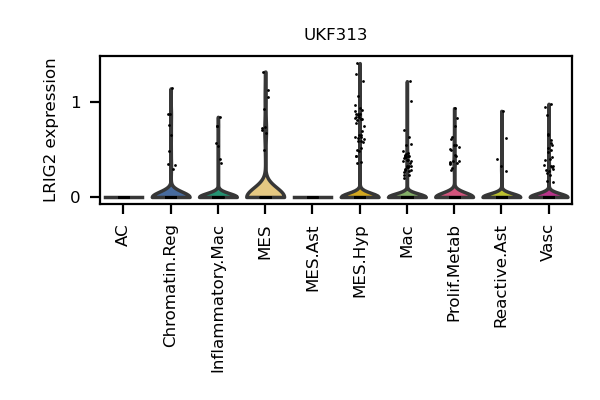 UKF313
LRIG2 expression
1
0
AC
Chromatin.Reg
Inflammatory.Mac
MES
MES.Ast
MES.Hyp
Mac
Prolif.Metab
Reactive.Ast
Vasc